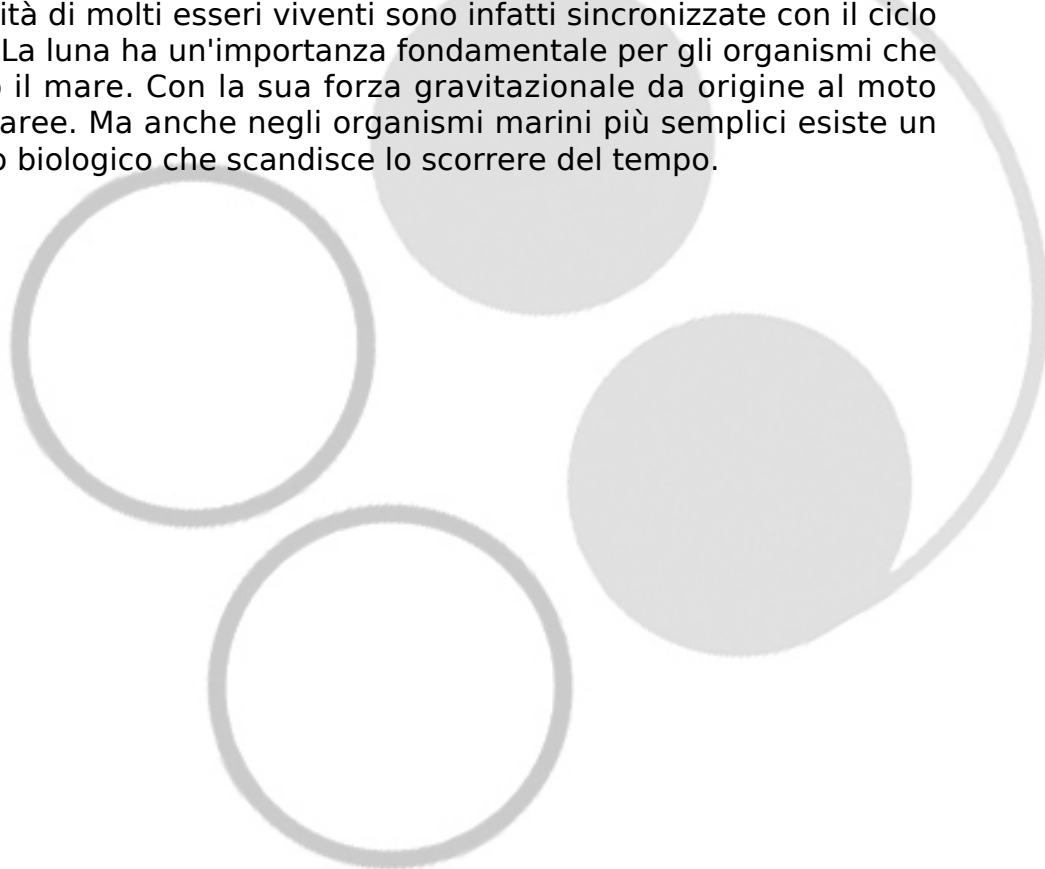 ità di molti esseri viventi sono infatti sincronizzate con il ciclo
La luna ha un'importanza fondamentale per gli organismi che
il mare. Con la sua forza gravitazionale da origine al moto
aree. Ma anche negli organismi marini più semplici esiste un
o biologico che scandisce lo scorrere del tempo.